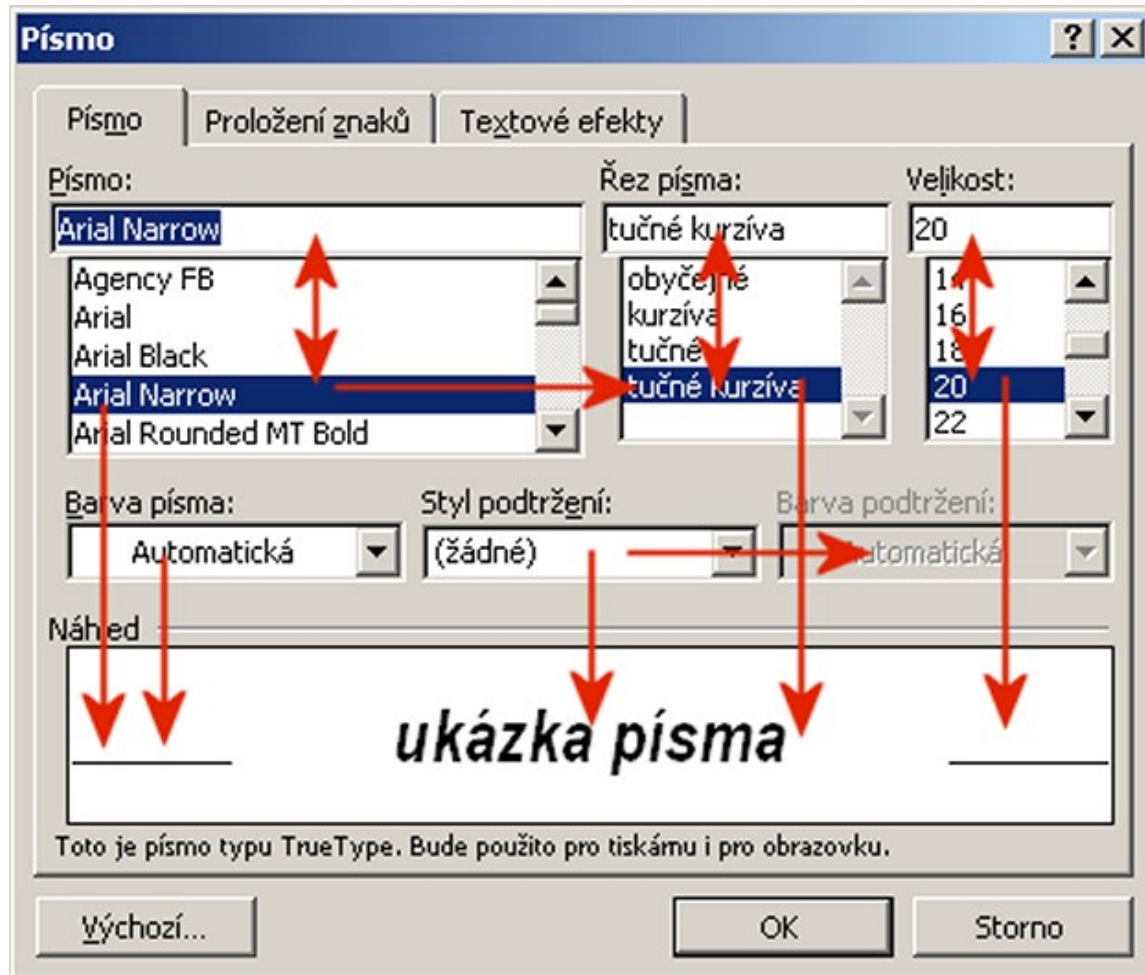 Písmo
Písmo Proložení znaků Textové efekty
Písmo: Řez písma: Velikost:
Arial Narrow tučné kurzíva 20
Agency FB obyčejné 14
Arial kurzíva 16
Arial Black tučné 18
Arial Narrow tučné kurzíva 20
Arial Rounded MT Bold 22
Barva písma: Styl podtržení: Barva podtržení:
Automatická (žádné) Automatická
Náhled
ukázka písma
Toto je písmo typu TrueType. Bude použito pro tiskárnu i pro obrazovku.
Výchozí... OK Storno